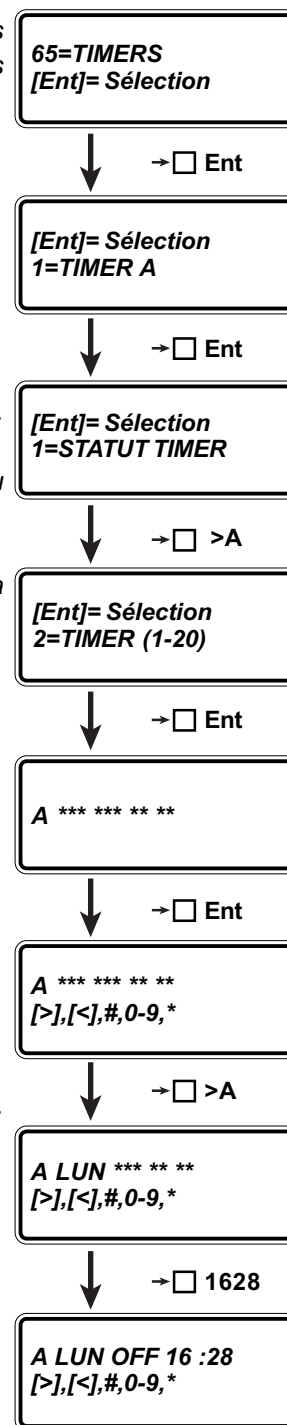 65=TIMERS
[Ent]= Sélection
→☐ Ent
[Ent]= Sélection
1=TIMER A
→☐ Ent
[Ent]= Sélection
1=STATUT TIMER
→☐ >A
[Ent]= Sélection
2=TIMER (1-20)
→☐ Ent
A *** *** ** **
→☐ Ent
A *** *** ** **
[>],[<],#,0-9,*
→☐ >A
A LUN *** ** **
[>],[<],#,0-9,*
→☐ 1628
A LUN OFF 16 :28
[>],[<],#,0-9,*